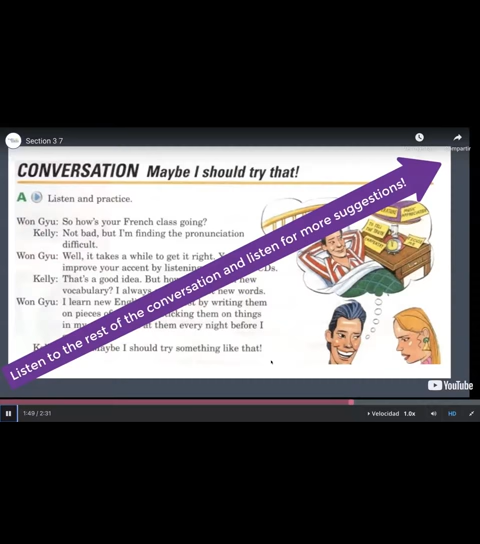 Section 3 7
Compartir
CONVERSATION Maybe I should try that!
A Listen and practice.
Won Gyu: So how's your French class going?
Kelly: Not bad, but I'm finding the pronunciation
difficult.
Won Gyu: Well, it takes a while to get it right.
improve your accent by listening
Kelly: That's a good idea. But how new
vocabulary? I always new words.
Won Gyu: I learn new by writing them
on pieces sticking them on things
in my at them every night before I
Maybe I should try something like that!
Listen to the rest of the conversation and listen for more suggestions!
YouTube
1:49 / 2:31
Velocidad 1.0x
HD